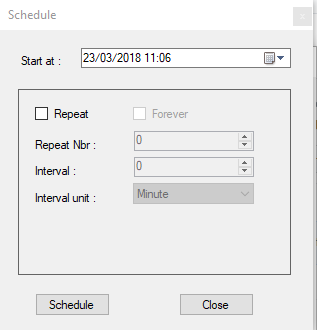 Schedule
Start at : 23/03/2018 11:06
Repeat Forever
Repeat Nbr : 0
Interval : 0
Interval unit : Minute
Schedule Close